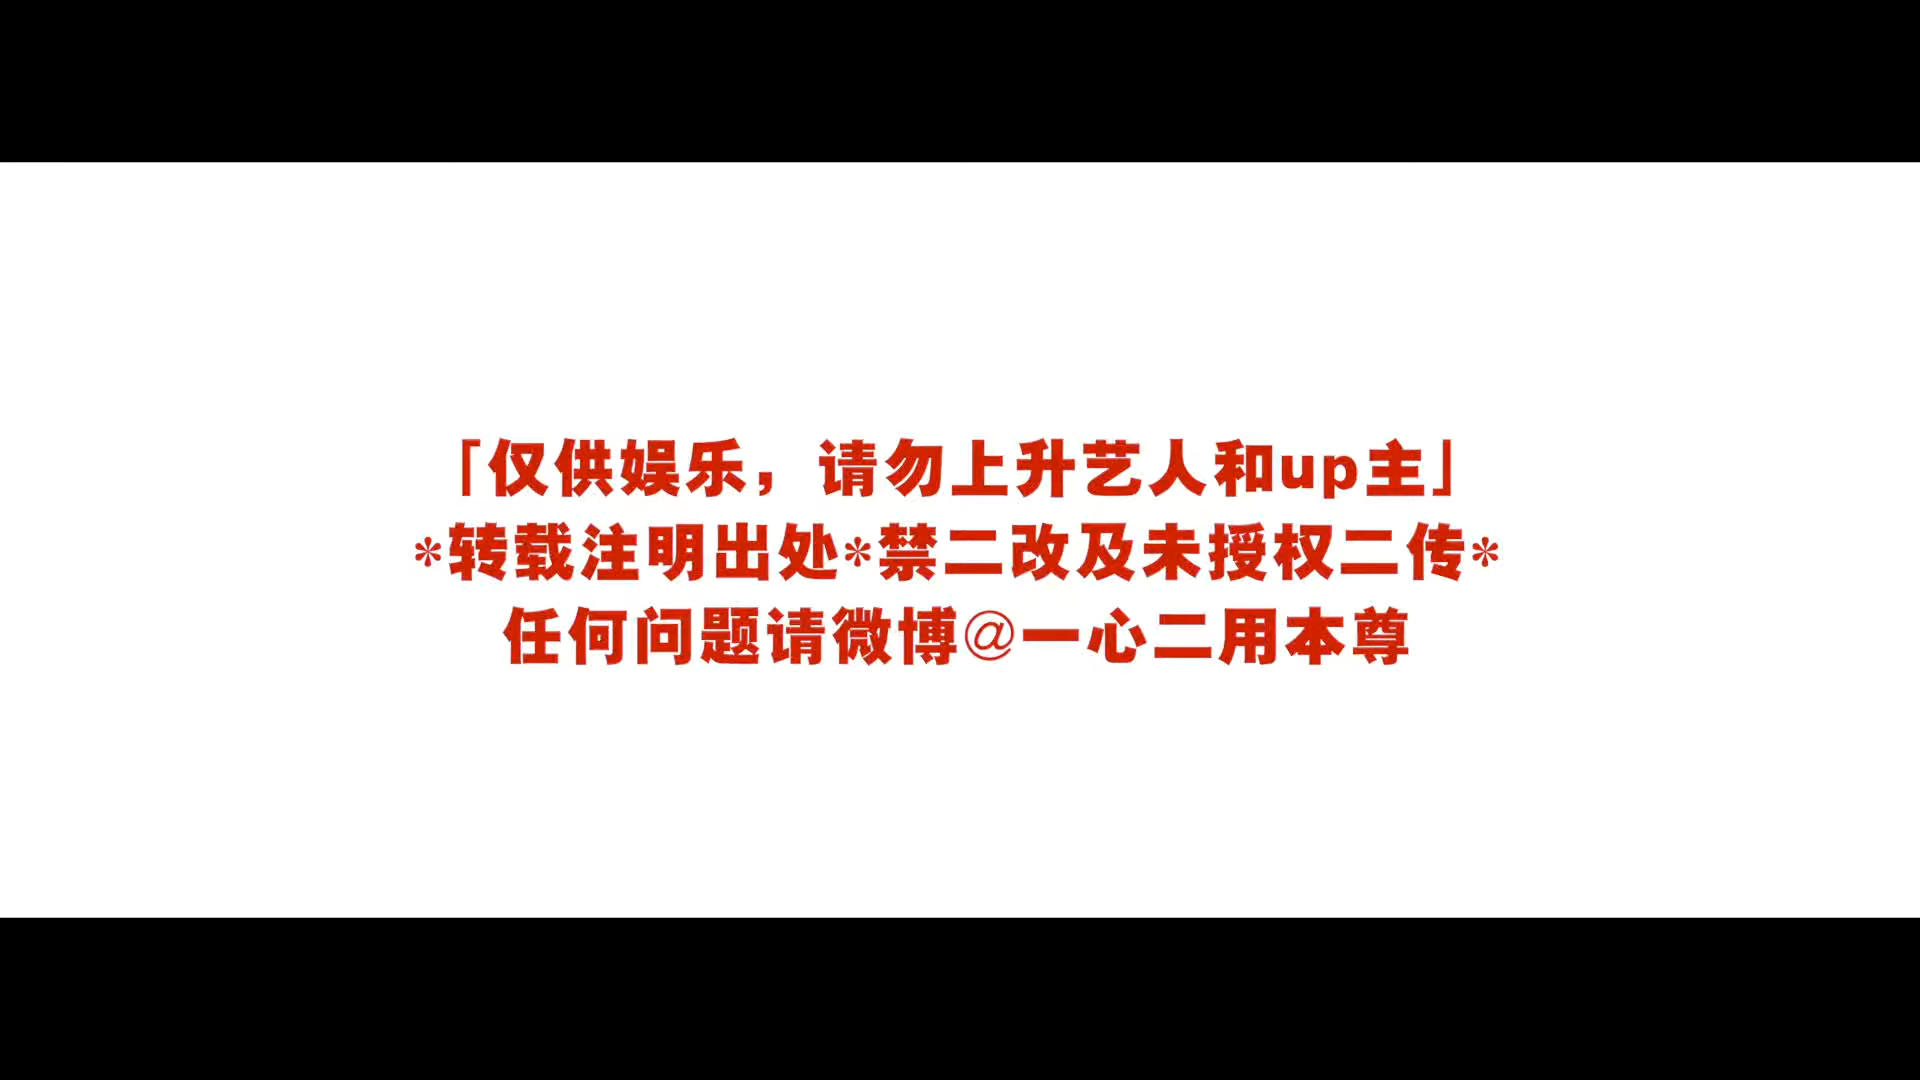 「仅供娱乐，请勿上升艺人和up主」
*转载注明出处*禁二改及未授权二传*
任何问题请微博@一心二用本尊